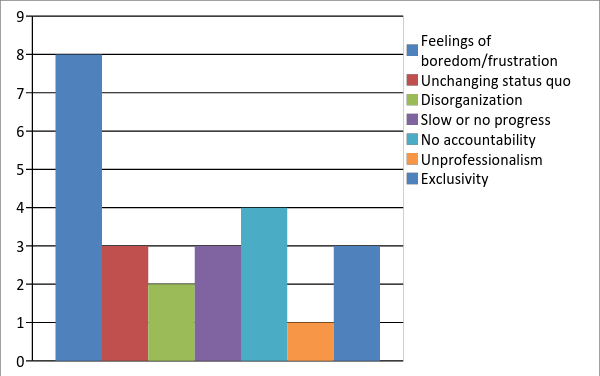 9
8
7
6
5
4
3
2
1
0
Feelings of
boredom/frustration
Unchanging status quo
Disorganization
Slow or no progress
No accountability
Unprofessionalism
Exclusivity